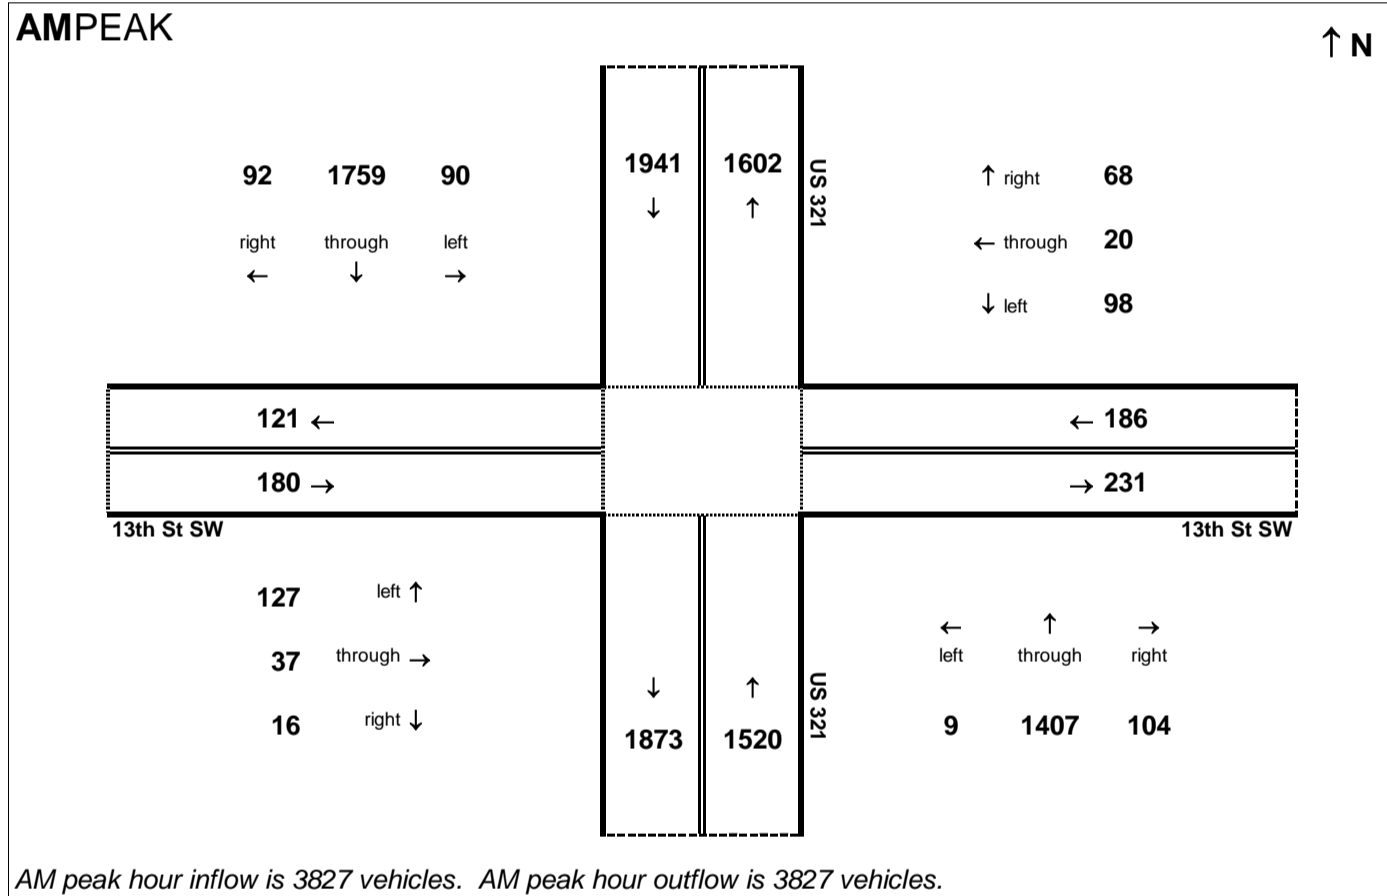 AMPEAK
↑ N
92 1759 90
right through left
← ↓ →
1941 1602
↓ ↑
US 321
↑ right 68
← through 20
↓ left 98
121 ←
← 186
180 →
→ 231
13th St SW
13th St SW
127 left ↑
37 through →
16 right ↓
↓ ↑
1873 1520
US 321
← ↑ →
left through right
9 1407 104
AM peak hour inflow is 3827 vehicles. AM peak hour outflow is 3827 vehicles.